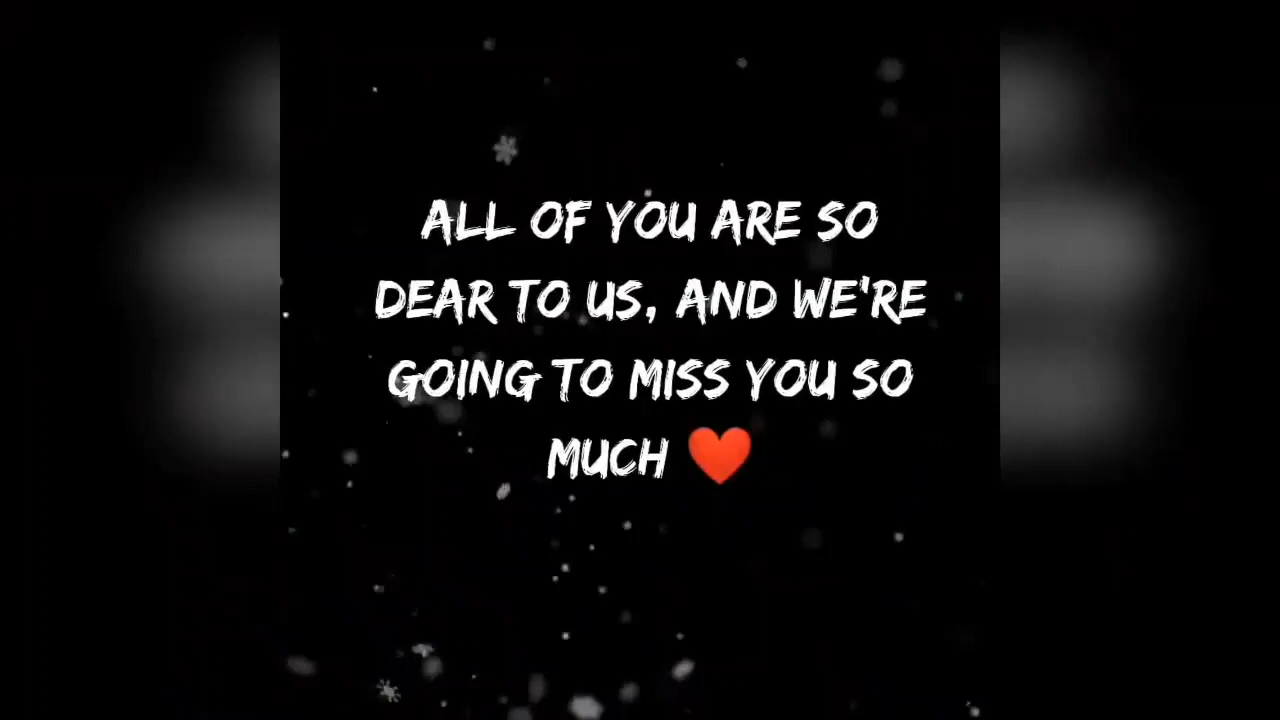 ALL OF YOU ARE SO
DEAR TO US, AND WE'RE
GOING TO MISS YOU SO
MUCH ❤️